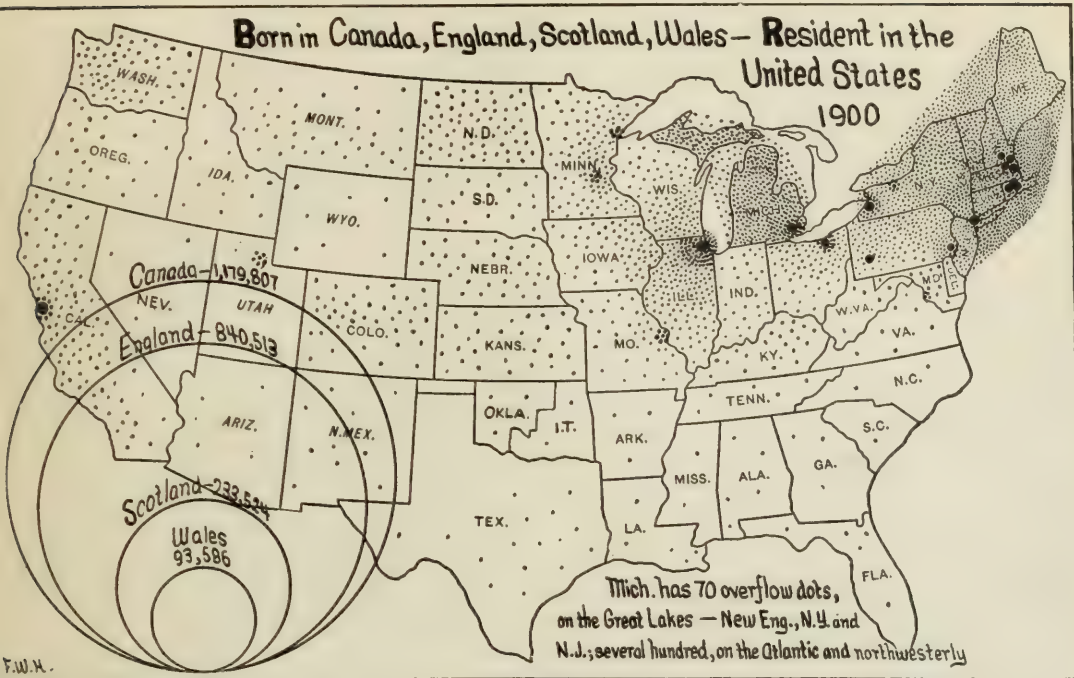 Born in Canada, England, Scotland, Wales — Resident in the
United States
1900
WASH.
MONT.
N.D.
MINN.
ME.
OREG.
IDA.
S.D.
WIS.
MICH.
WYO.
NEBR.
IOWA
Canada—1,179,807
NEV.
UTAH
COLO.
CAL.
England—840,513
KANS.
MO.
ILL.
IND.
W.VA.
VA.
KY.
N.C.
TENN.
ARIZ.
N.MEX.
OKLA.
I.T.
ARK.
S.C.
MISS.
ALA.
GA.
Scotland—233,524
TEX.
LA.
Wales
93,586
FLA.
Mich. has 70 overflow dots,
on the Great Lakes — New Eng., N.Y. and
N.J.; several hundred, on the Atlantic and northwesterly
F.W.H.